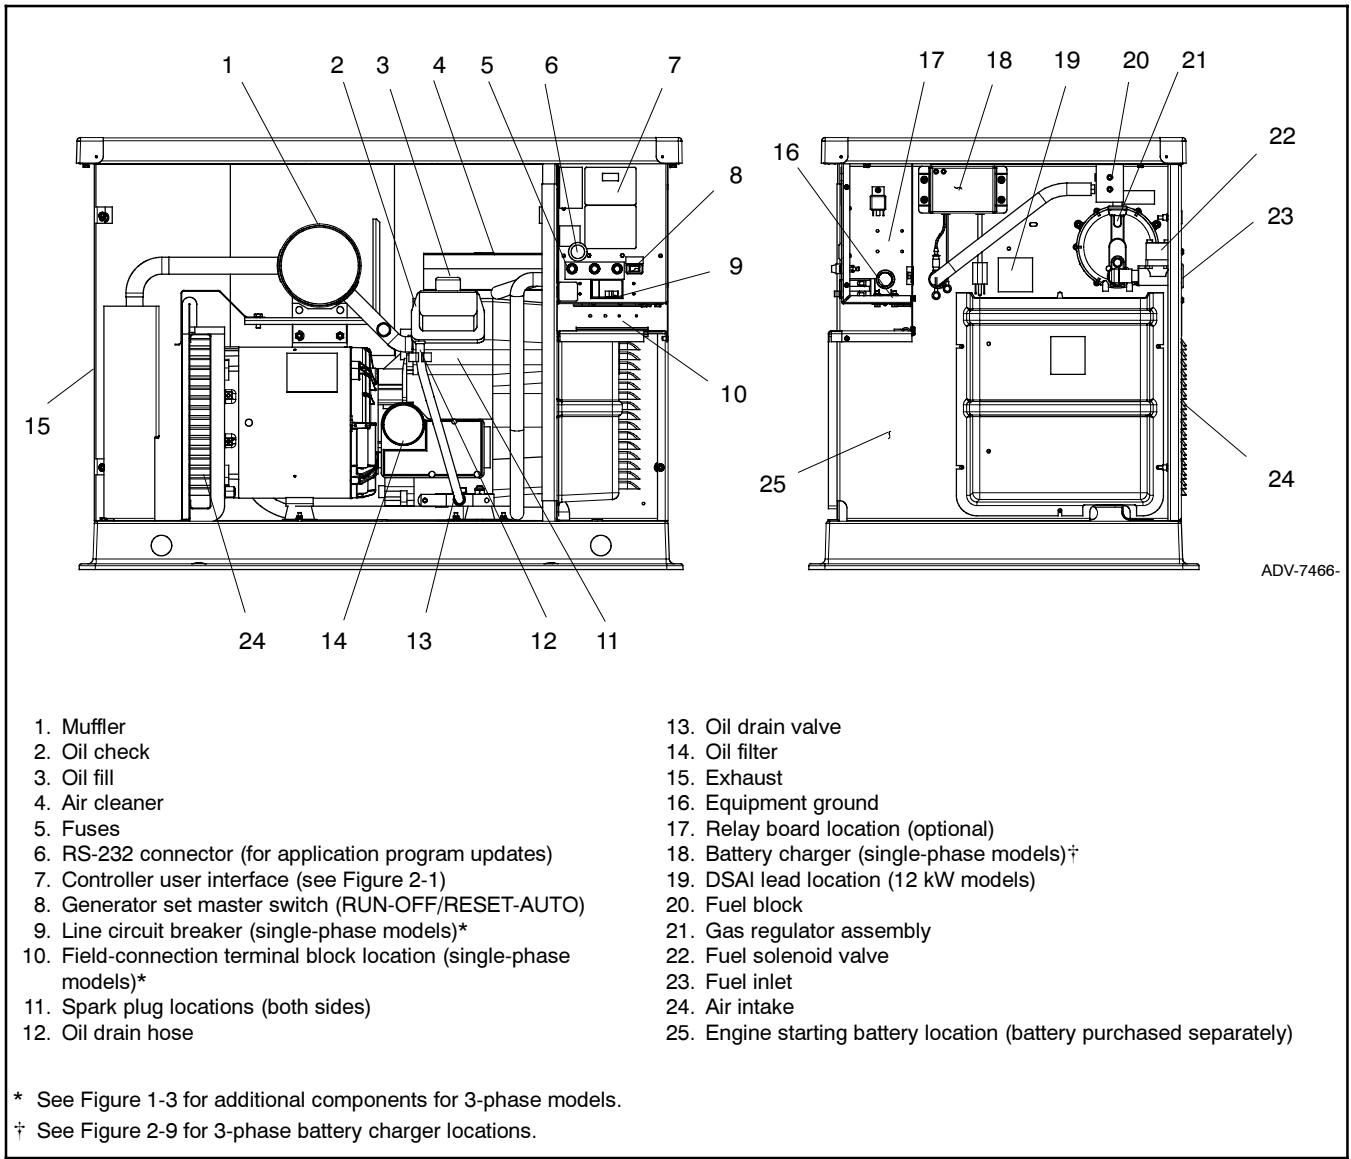 1 2 3 4 5 6 7
17 18 19 20 21
22
16
8
23
9
10
15
24
25
ADV-7466-
24 14 13 12 11
1. Muffler
2. Oil check
3. Oil fill
4. Air cleaner
5. Fuses
6. RS-232 connector (for application program updates)
7. Controller user interface (see Figure 2-1)
8. Generator set master switch (RUN-OFF/RESET-AUTO)
9. Line circuit breaker (single-phase models)*
10. Field-connection terminal block location (single-phase
models)*
11. Spark plug locations (both sides)
12. Oil drain hose
13. Oil drain valve
14. Oil filter
15. Exhaust
16. Equipment ground
17. Relay board location (optional)
18. Battery charger (single-phase models)†
19. DSAI lead location (12 kW models)
20. Fuel block
21. Gas regulator assembly
22. Fuel solenoid valve
23. Fuel inlet
24. Air intake
25. Engine starting battery location (battery purchased separately)
* See Figure 1-3 for additional components for 3-phase models.
† See Figure 2-9 for 3-phase battery charger locations.